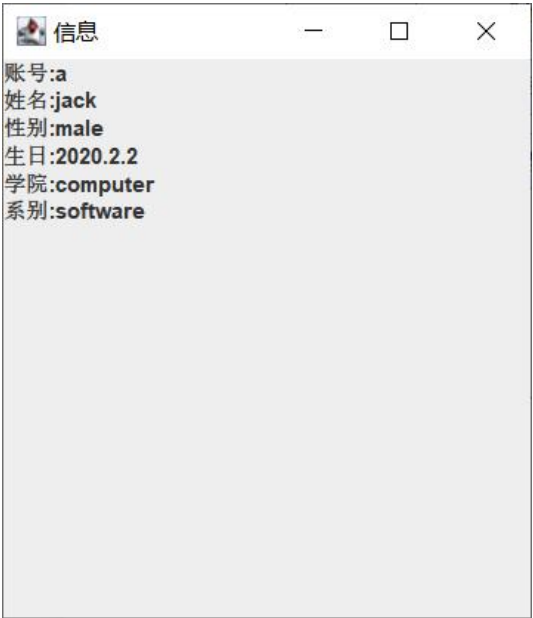 信息
账号:a
姓名:jack
性别:male
生日:2020.2.2
学院:computer
系别:software